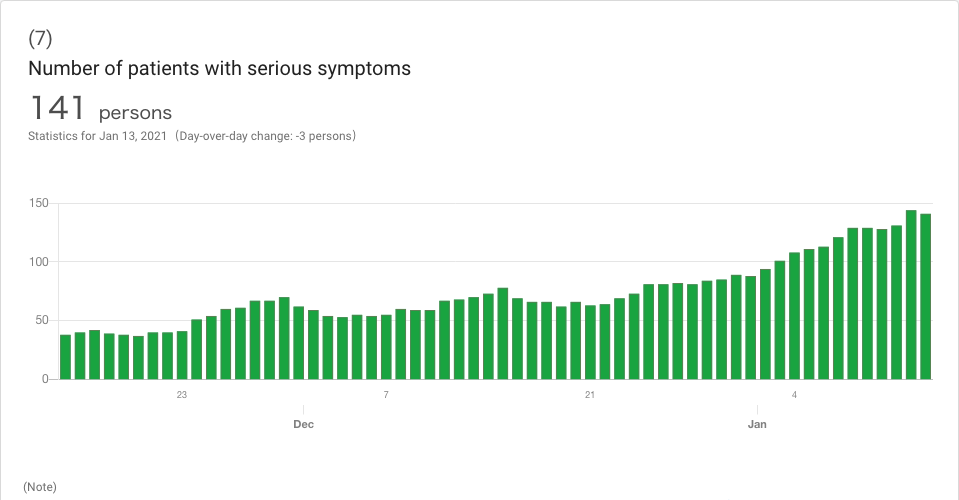 (7)
Number of patients with serious symptoms
141 persons
Statistics for Jan 13, 2021 (Day-over-day change: -3 persons)
150
100
50
0
23 7 21 4
Dec Jan
(Note)